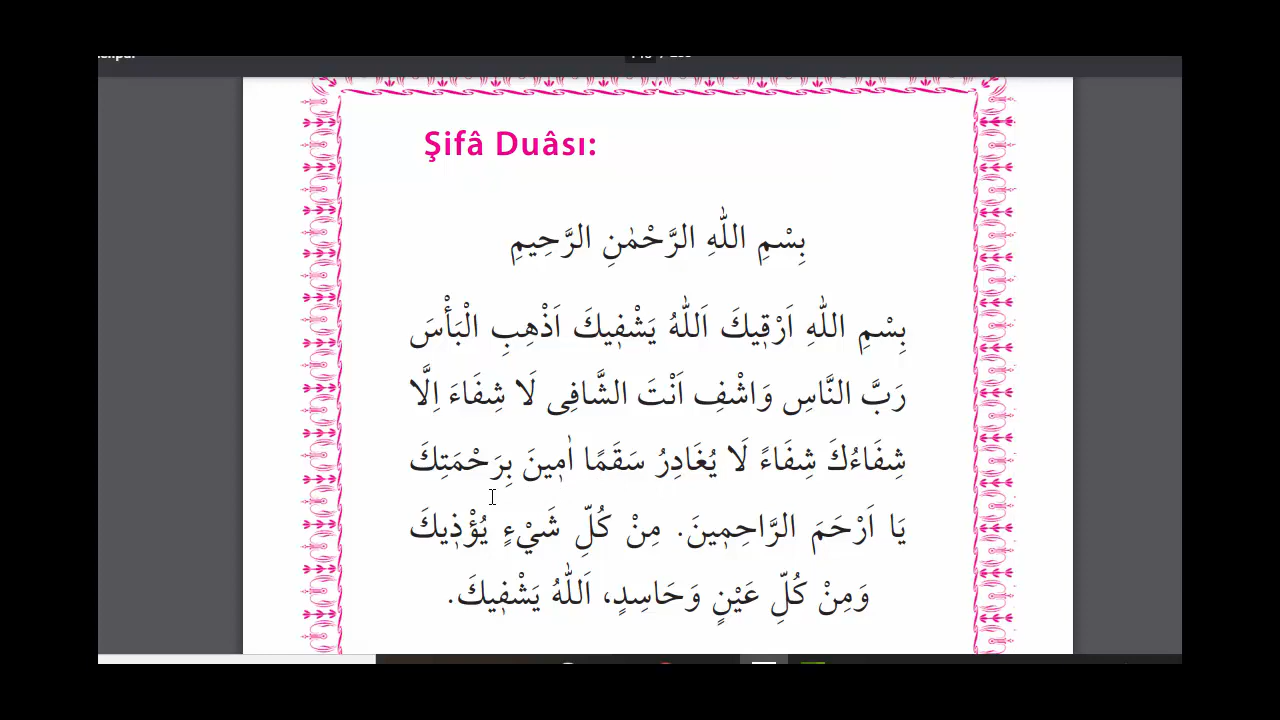 Şifâ Duâsı:
بِسْمِ اللّٰهِ الرَّحْمٰنِ الرَّحِيمِ
بِسْمِ اللّٰهِ اَرْقٖيكَ اَللّٰهُ يَشْفٖيكَ اَذْهِبِ الْبَأْسَ
رَبَّ النَّاسِ وَاشْفِ اَنْتَ الشَّافِى لَا شِفَاءَ اِلَّا
شِفَاءُكَ شِفَاءً لَا يُغَادِرُ سَقَمًا اٰمٖينَ بِرَحْمَتِكَ
يَا اَرْحَمَ الرَّاحِمٖينَ. مِنْ كُلِّ شَيْءٍ يُؤْذٖيكَ
وَمِنْ كُلِّ عَيْنٍ وَحَاسِدٍ، اَللّٰهُ يَشْفٖيكَ.